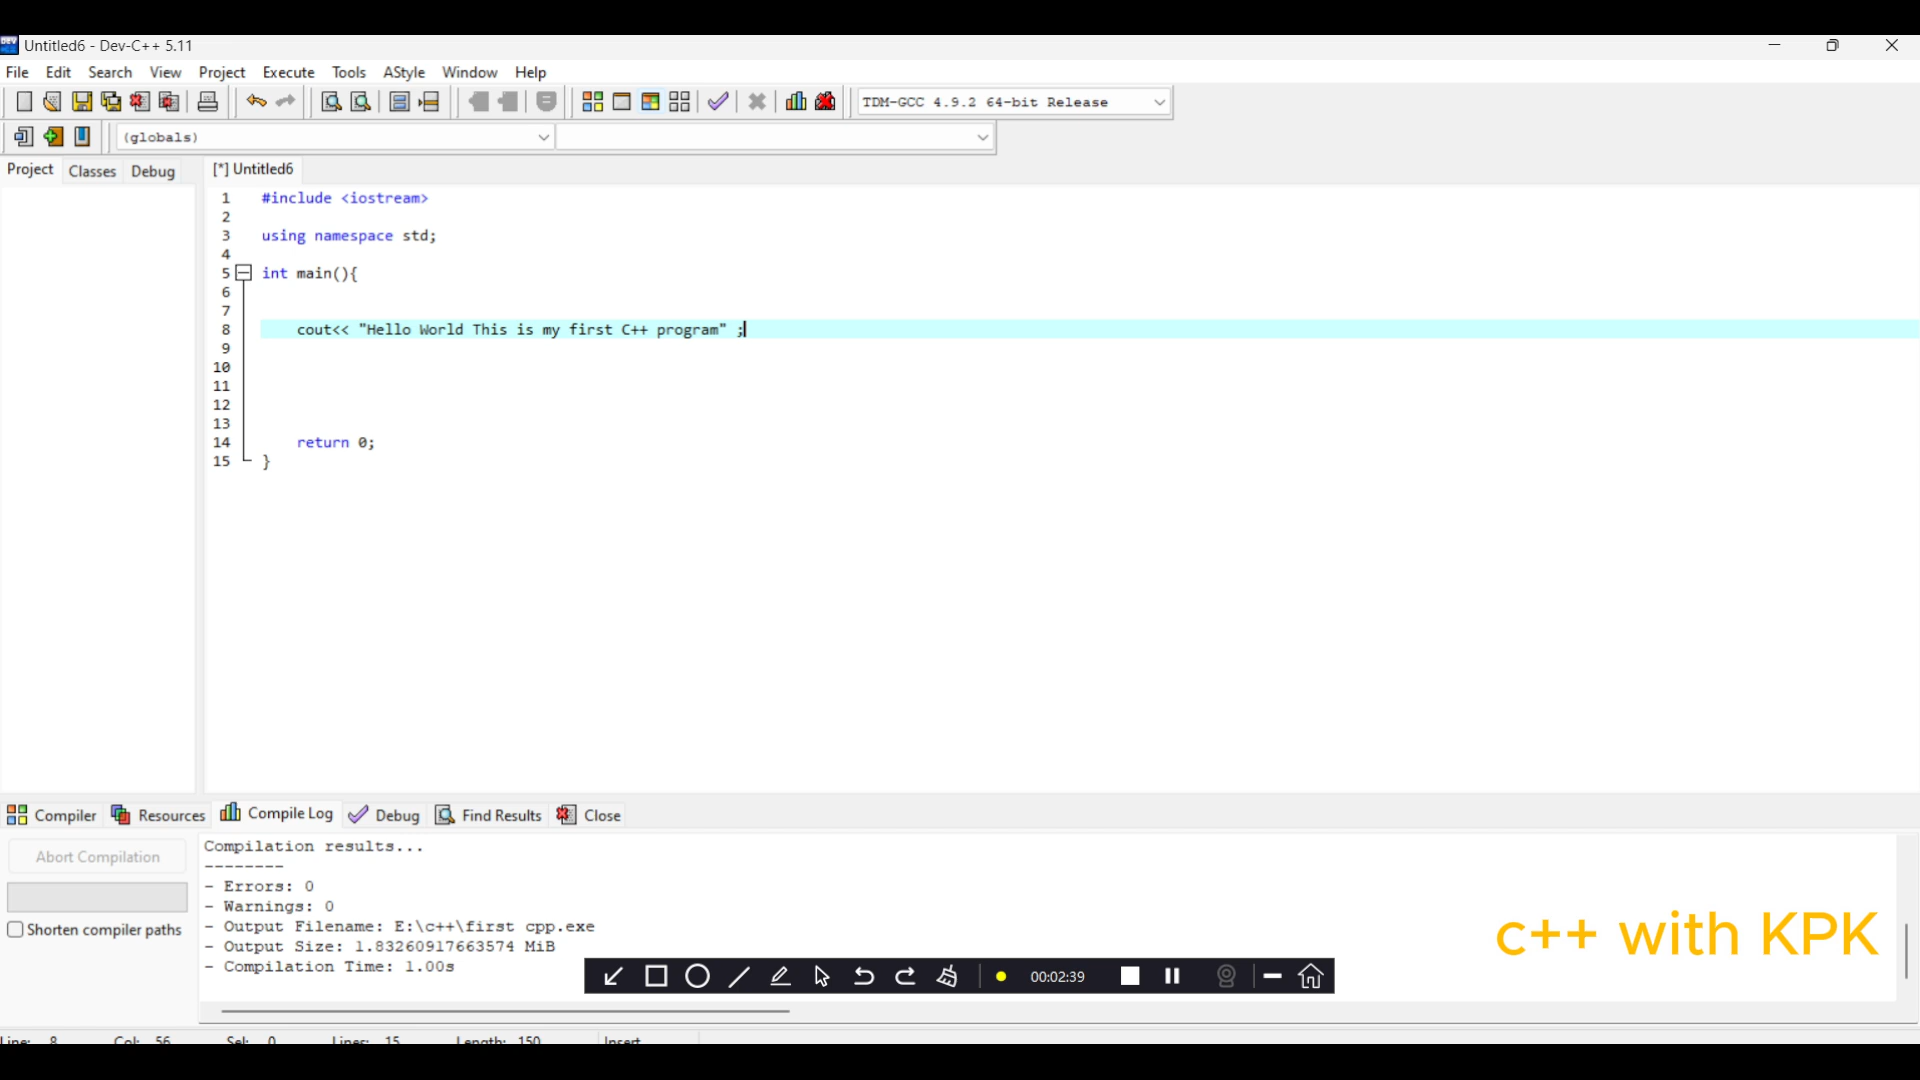 Untitled6 - Dev-C++ 5.11
File Edit Search View Project Execute Tools AStyle Window Help
TDM-GCC 4.9.2 64-bit Release
(globals)
Project Classes Debug [*] Untitled6
1 #include <iostream>
2
3 using namespace std;
4
5 int main(){
6
7
8 cout<< "Hello World This is my first C++ program" ;
9
10
11
12
13
14 return 0;
15 }
Compiler Resources Compile Log Debug Find Results Close
Abort Compilation
Shorten compiler paths
Compilation results...
--------
- Errors: 0
- Warnings: 0
- Output Filename: E:\c++\first cpp.exe
- Output Size: 1.83260917663574 MiB
- Compilation Time: 1.00s
c++ with KPK
00:02:39
Line: 8 Col: 56 Sel: 0 Lines: 15 Length: 150 Insert